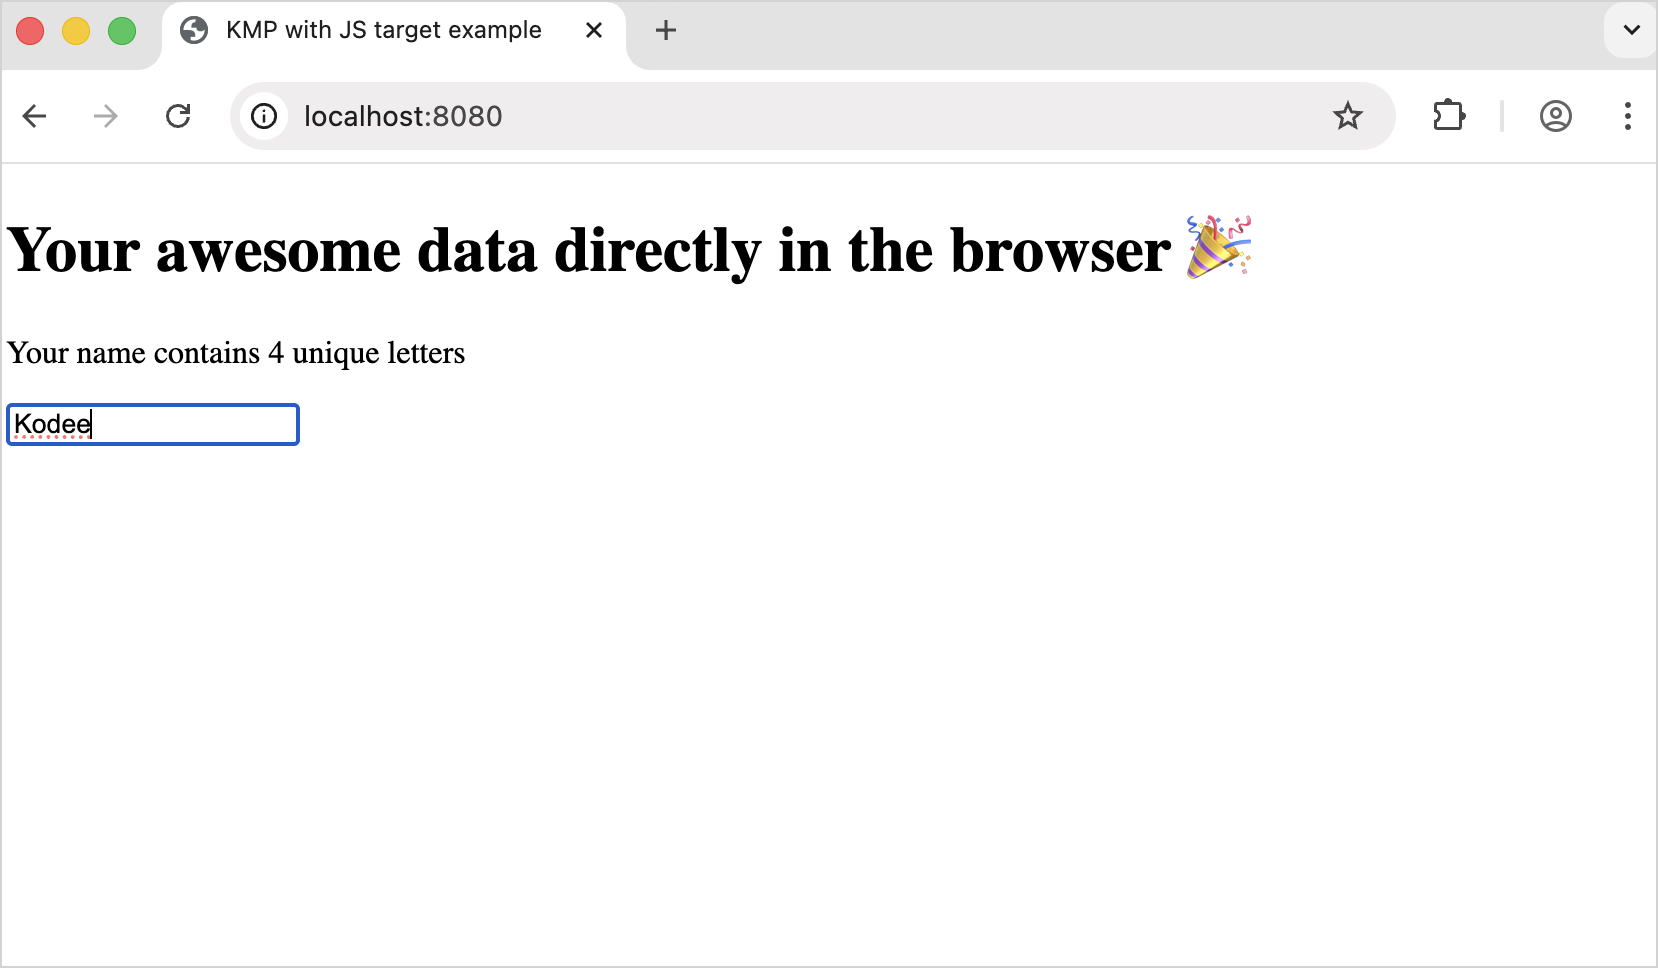 KMP with JS target example
localhost:8080
Your awesome data directly in the browser 🎉
Your name contains 4 unique letters
Kodee